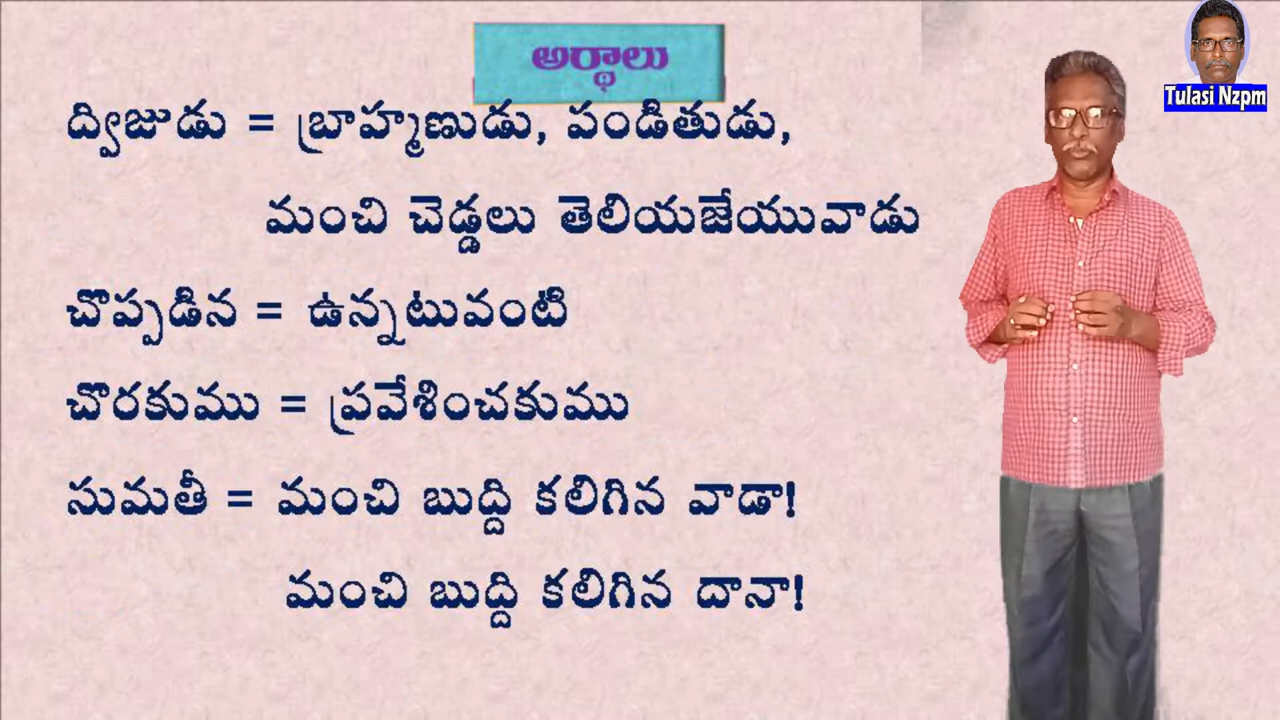 అర్థాలు
Tulasi Nzpm
ద్విజుడు = బ్రాహ్మణుడు, పండితుడు,
మంచి చెడ్డలు తెలియజేయువాడు
చొప్పడిన = ఉన్నటువంటి
చొరకుము = ప్రవేశించకుము
సుమతీ = మంచి బుద్ది కలిగిన వాడా!
మంచి బుద్ది కలిగిన దానా!